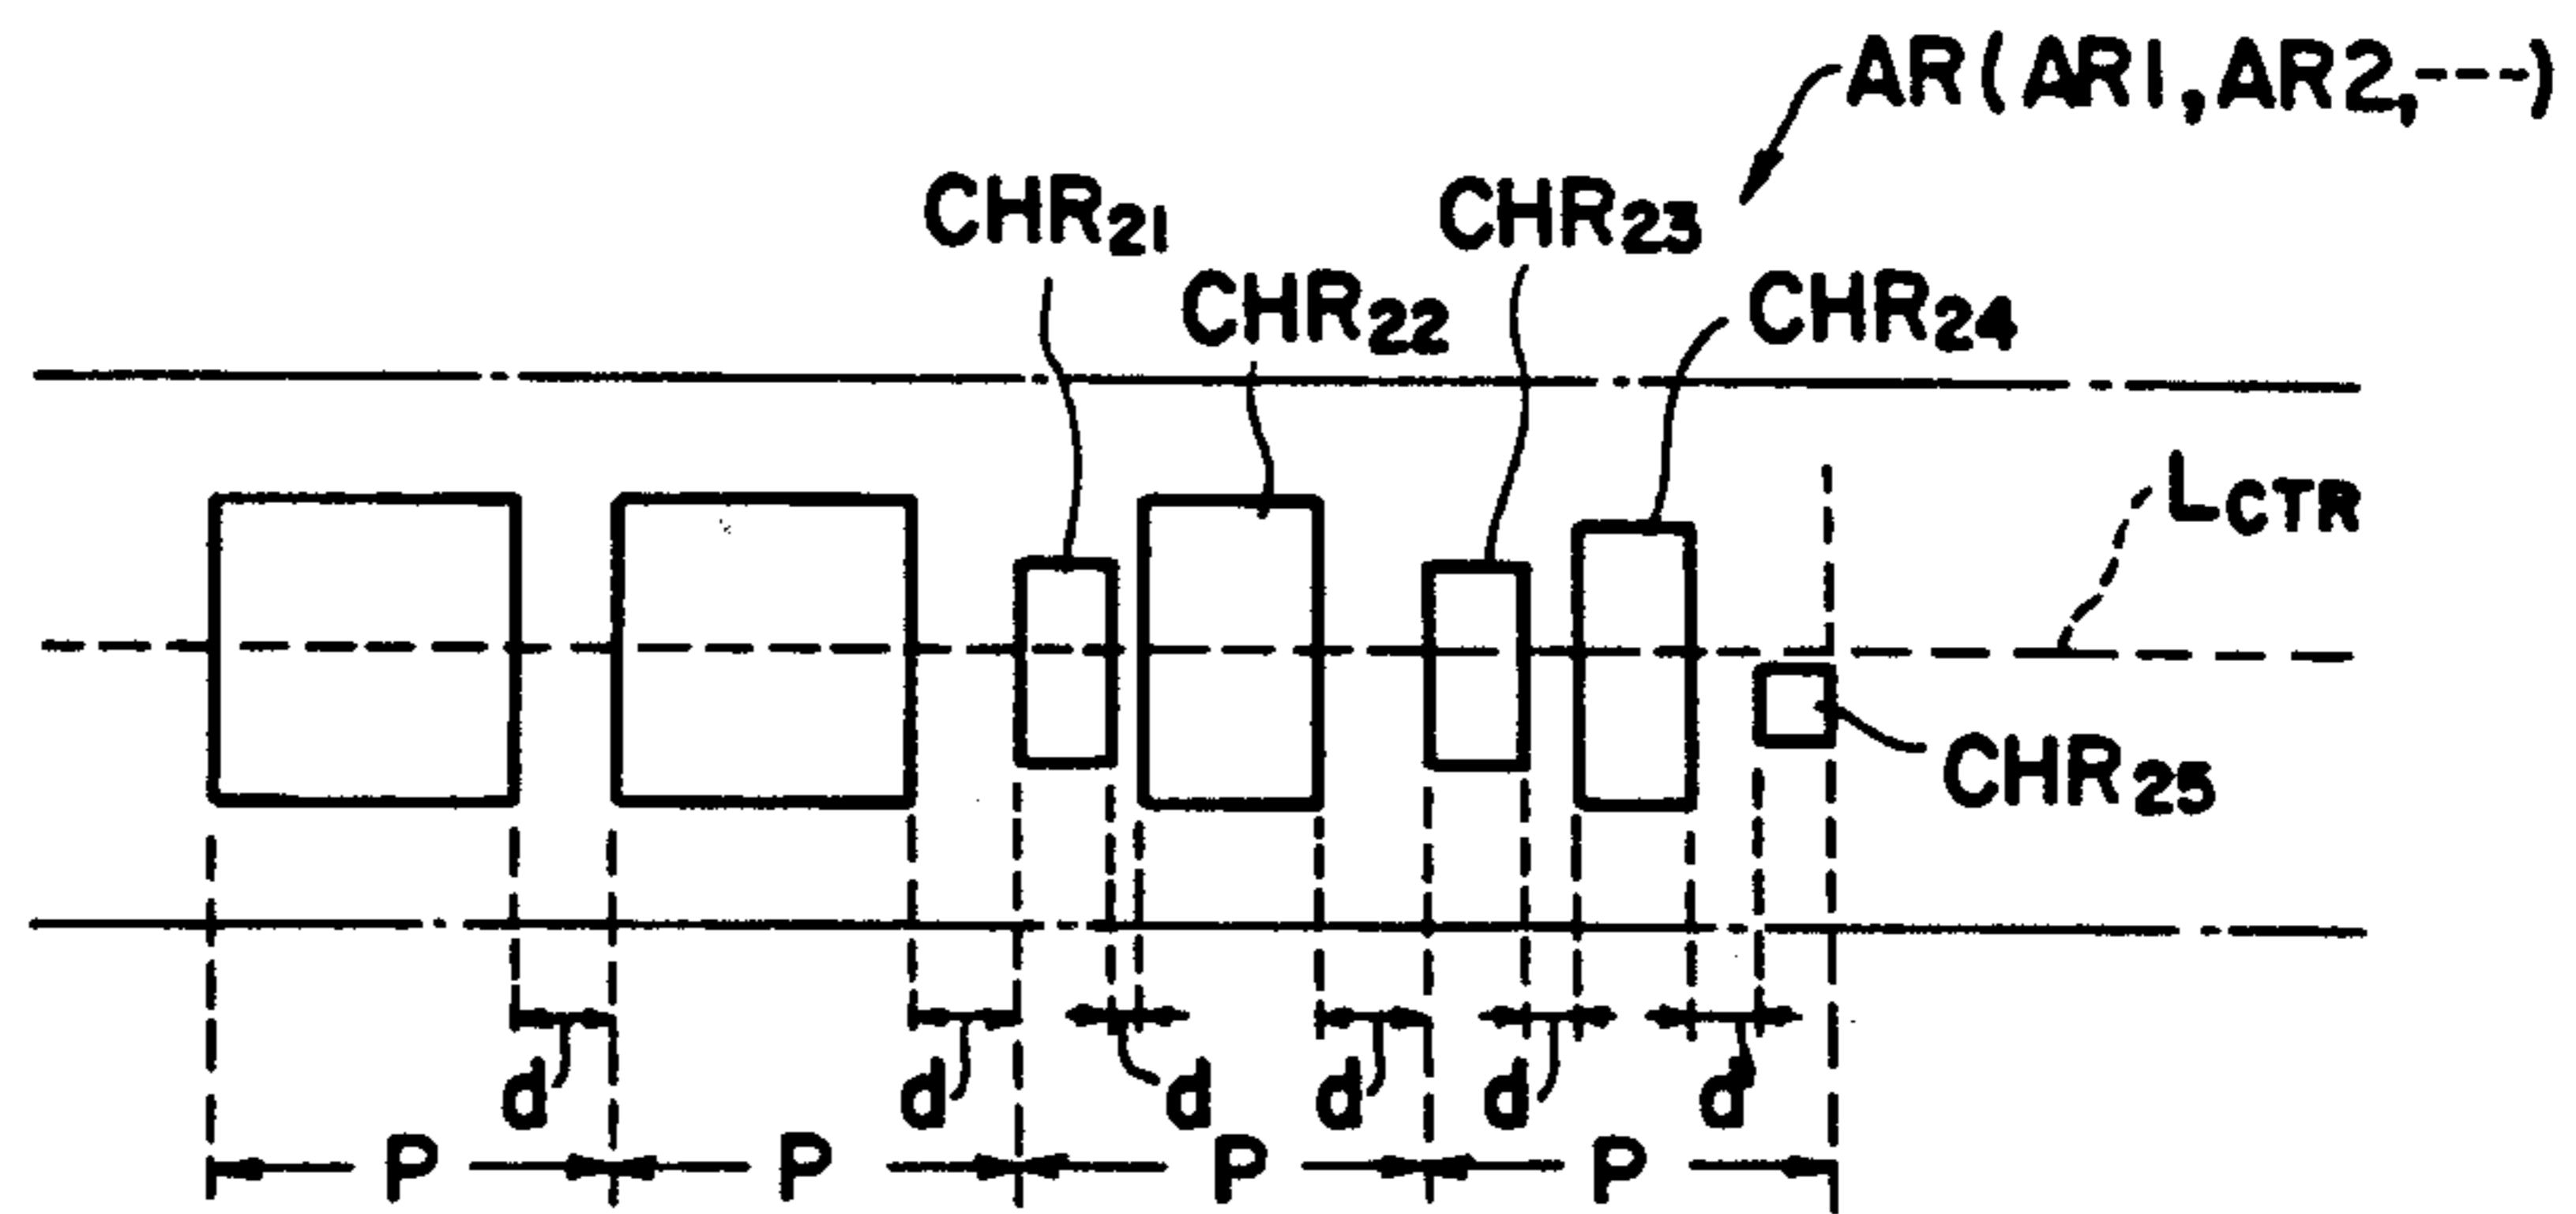 AR(AR1,AR2,----)
CHR21
CHR23
CHR22
CHR24
LCTR
CHR25
d d d d d d
P P P P